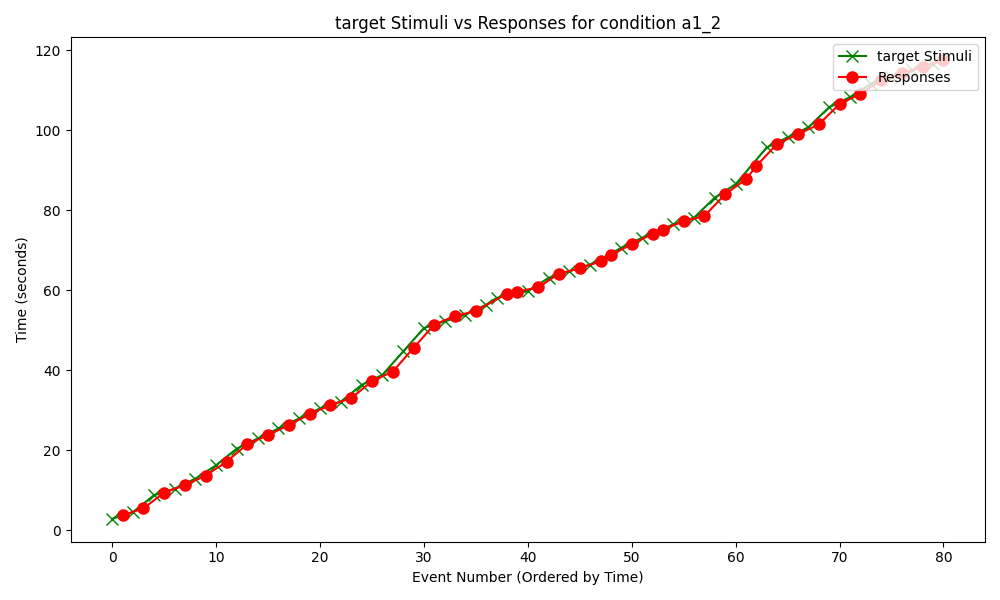 target Stimuli vs Responses for condition a1_2
target Stimuli
Responses
Time (seconds)
120
100
80
60
40
20
0
0 10 20 30 40 50 60 70 80
Event Number (Ordered by Time)